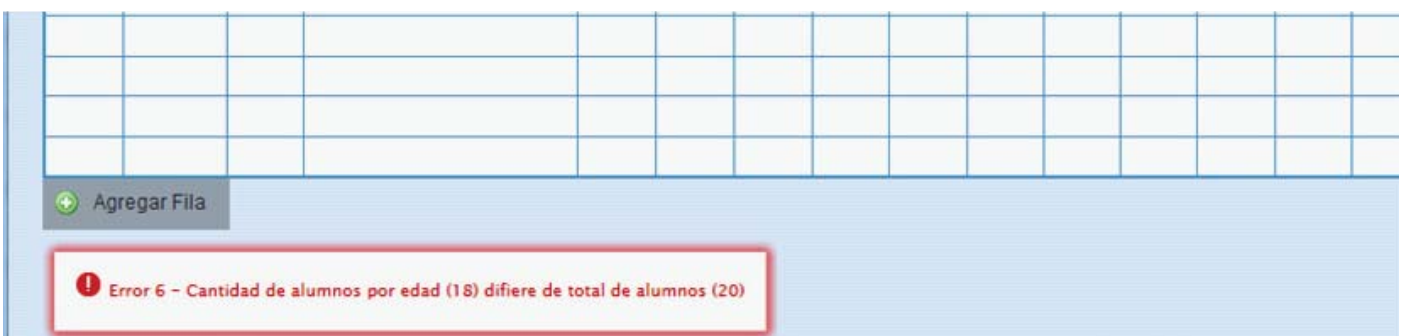 Agregar Fila
Error 6 - Cantidad de alumnos por edad (18) difiere de total de alumnos (20)